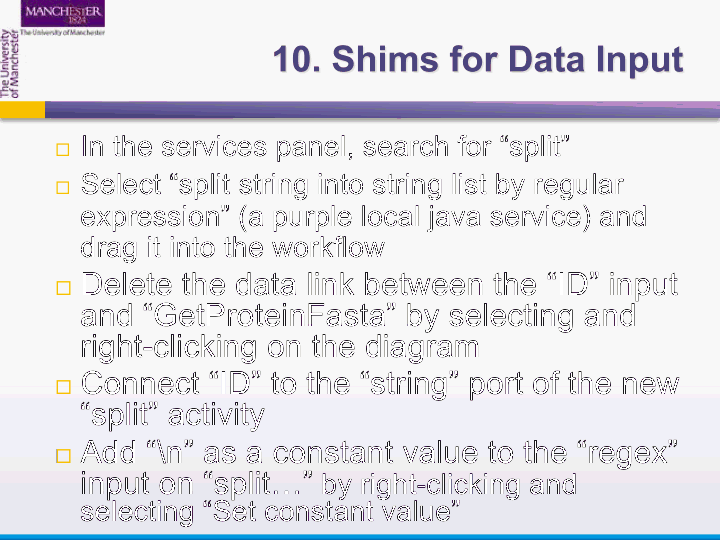 MANCHESTER
1824
The University of Manchester
The University
of Manchester
10. Shims for Data Input
In the services panel, search for “split”
Select “split string into string list by regular
expression” (a purple local java service) and
drag it into the workflow
Delete the data link between the “ID” input
and “GetProteinFasta” by selecting and
right-clicking on the diagram
Connect “ID” to the “string” port of the new
“split” activity
Add “\n” as a constant value to the “regex”
input on “split…” by right-clicking and
selecting “Set constant value”